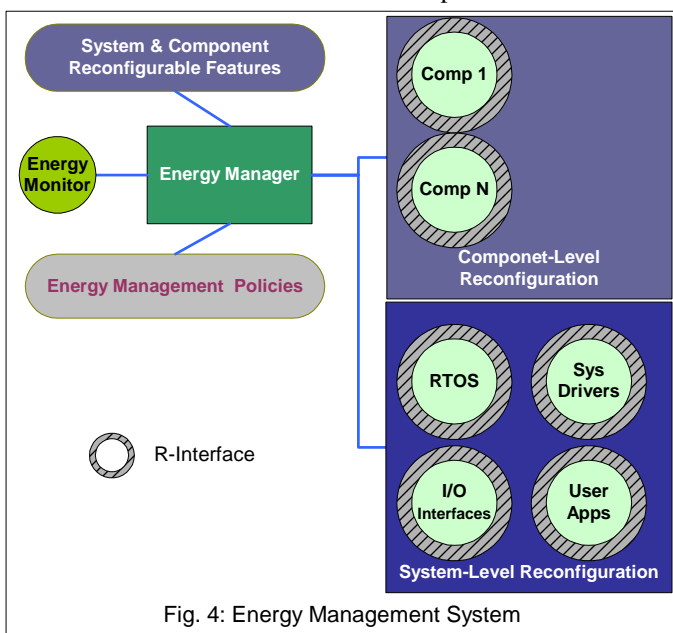 System & Component
Reconfigurable Features
Energy
Monitor
Energy Manager
Energy Management Policies
R-Interface
Comp 1
Comp N
Componet-Level
Reconfiguration
RTOS
Sys
Drivers
I/O
Interfaces
User
Apps
System-Level Reconfiguration
Fig. 4: Energy Management System